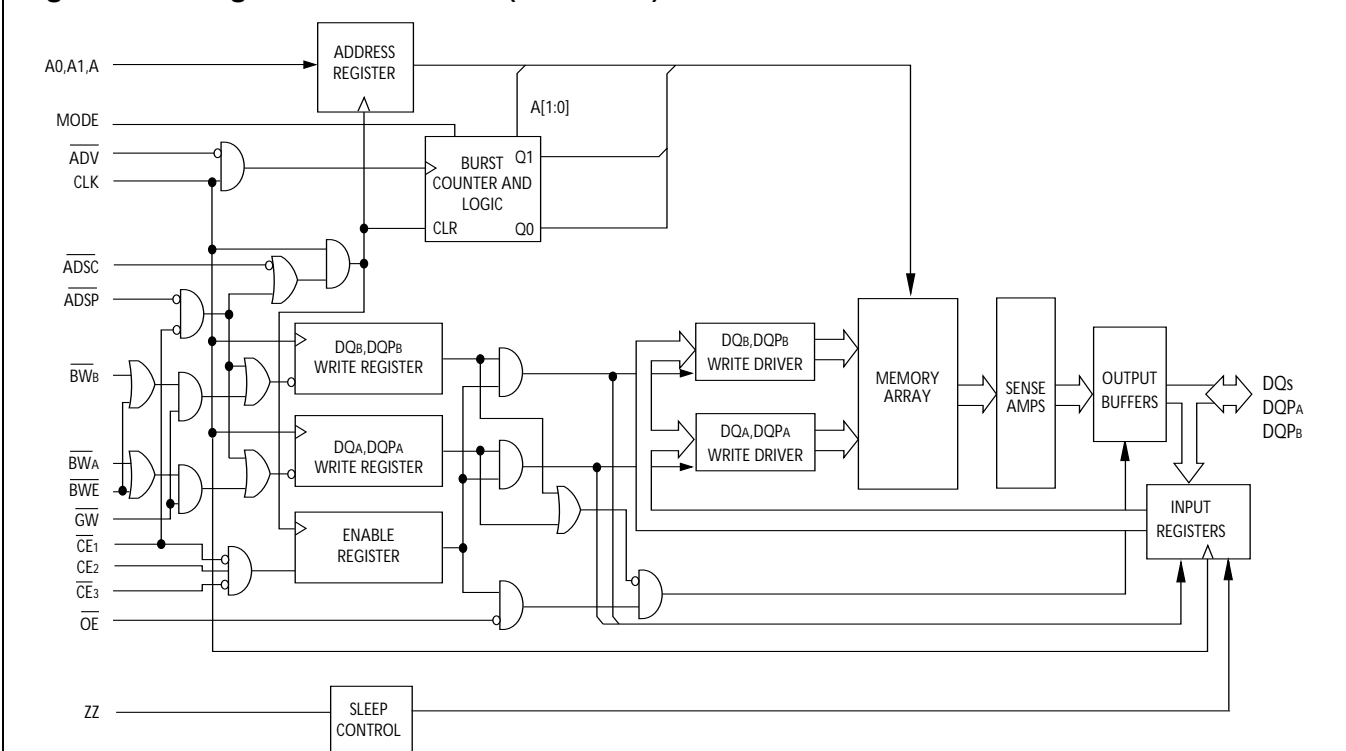 A0,A1,A
ADDRESS
REGISTER
MODE
A[1:0]
ADV
CLK
BURST
COUNTER AND
LOGIC
CLR
Q1
Q0
ADSC
ADSP
BWB
BWA
BWE
GW
CE1
CE2
CE3
OE
DQB,DQPB
WRITE REGISTER
DQA,DQPA
WRITE REGISTER
ENABLE
REGISTER
DQB,DQPB
WRITE DRIVER
DQA,DQPA
WRITE DRIVER
MEMORY
ARRAY
SENSE
AMPS
OUTPUT
BUFFERS
DQs
DQPA
DQPB
INPUT
REGISTERS
ZZ
SLEEP
CONTROL